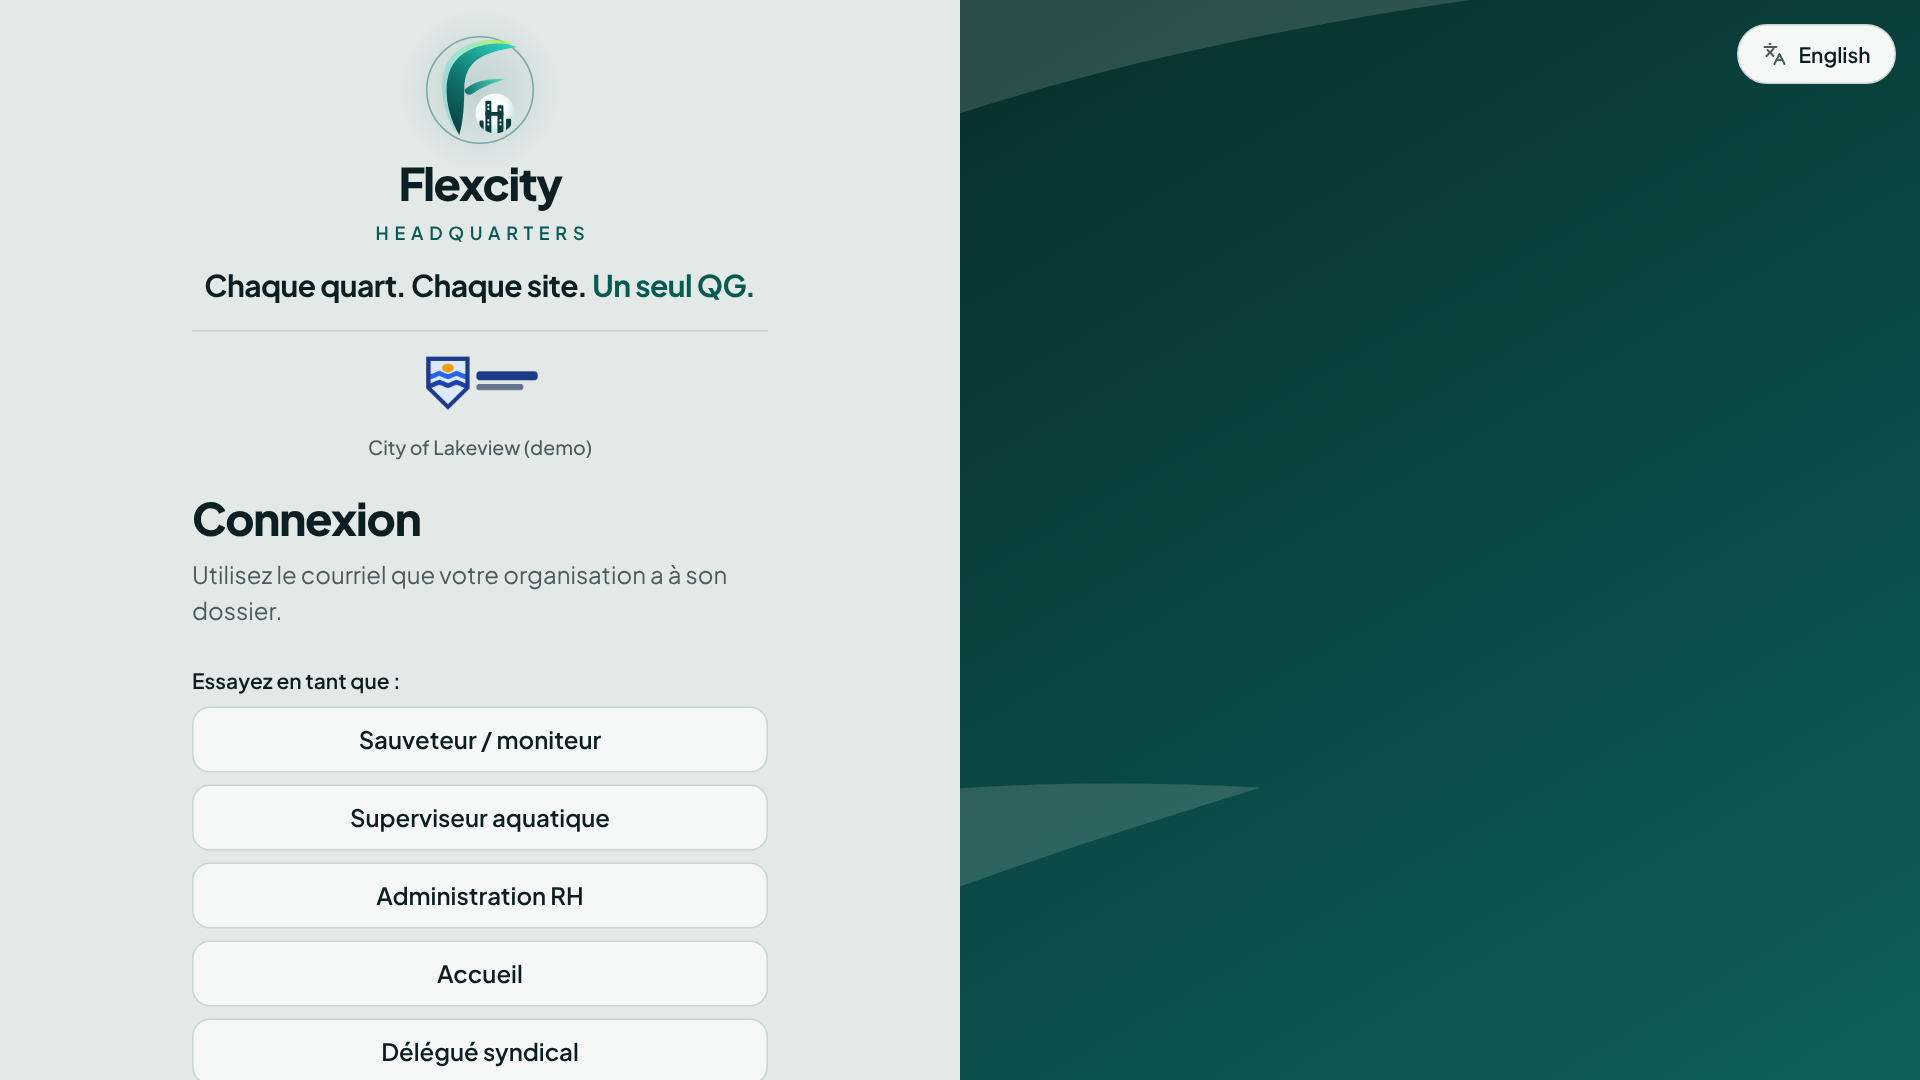 English
Flexcity
HEADQUARTERS
Chaque quart. Chaque site. Un seul QG.
City of Lakeview (demo)
Connexion
Utilisez le courriel que votre organisation a à son
dossier.
Essayez en tant que :
Sauveteur / moniteur
Superviseur aquatique
Administration RH
Accueil
Délégué syndical